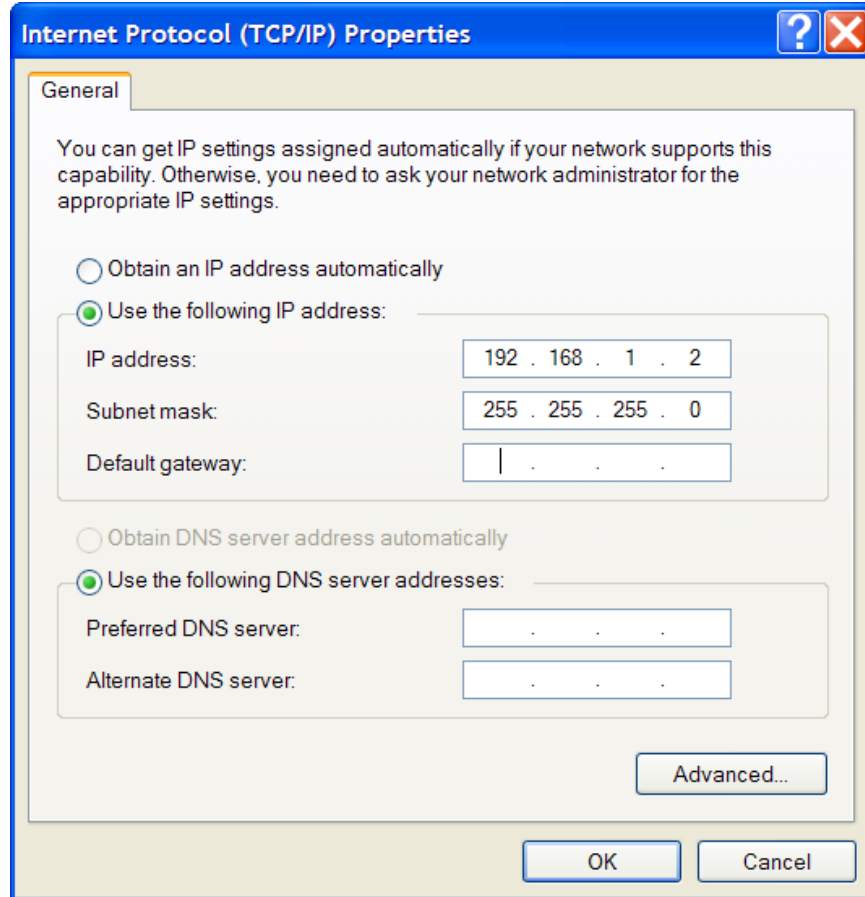 Internet Protocol (TCP/IP) Properties
General
You can get IP settings assigned automatically if your network supports this
capability. Otherwise, you need to ask your network administrator for the
appropriate IP settings.
Obtain an IP address automatically
Use the following IP address:
IP address: 192 . 168 . 1 . 2
Subnet mask: 255 . 255 . 255 . 0
Default gateway: . . .
Obtain DNS server address automatically
Use the following DNS server addresses:
Preferred DNS server: . . .
Alternate DNS server: . . .
Advanced...
OK Cancel